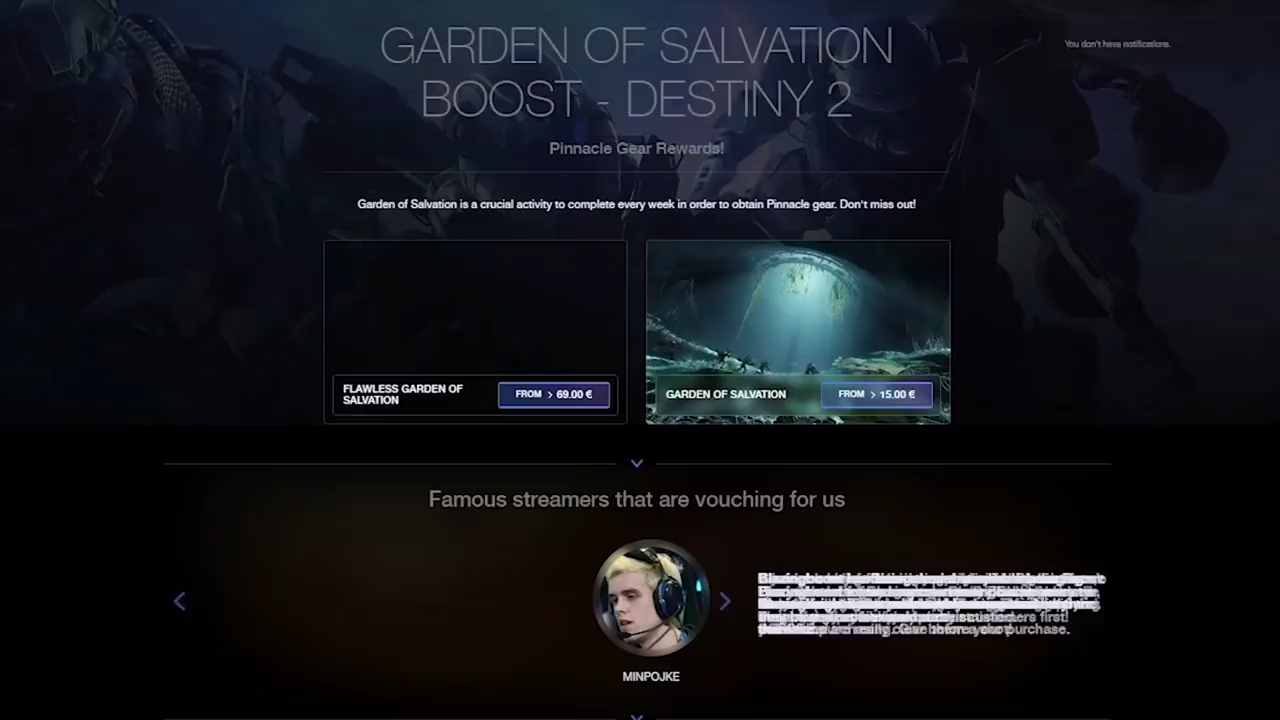 GARDEN OF SALVATION
BOOST - DESTINY 2
You don't have notifications.
Pinnacle Gear Rewards!
Garden of Salvation is a crucial activity to complete every week in order to obtain Pinnacle gear. Don't miss out!
FLAWLESS GARDEN OF
SALVATION
FROM > 69.00 €
GARDEN OF SALVATION
FROM > 15.00 €
Famous streamers that are vouching for us
MINPOJKE
first!
purchase.